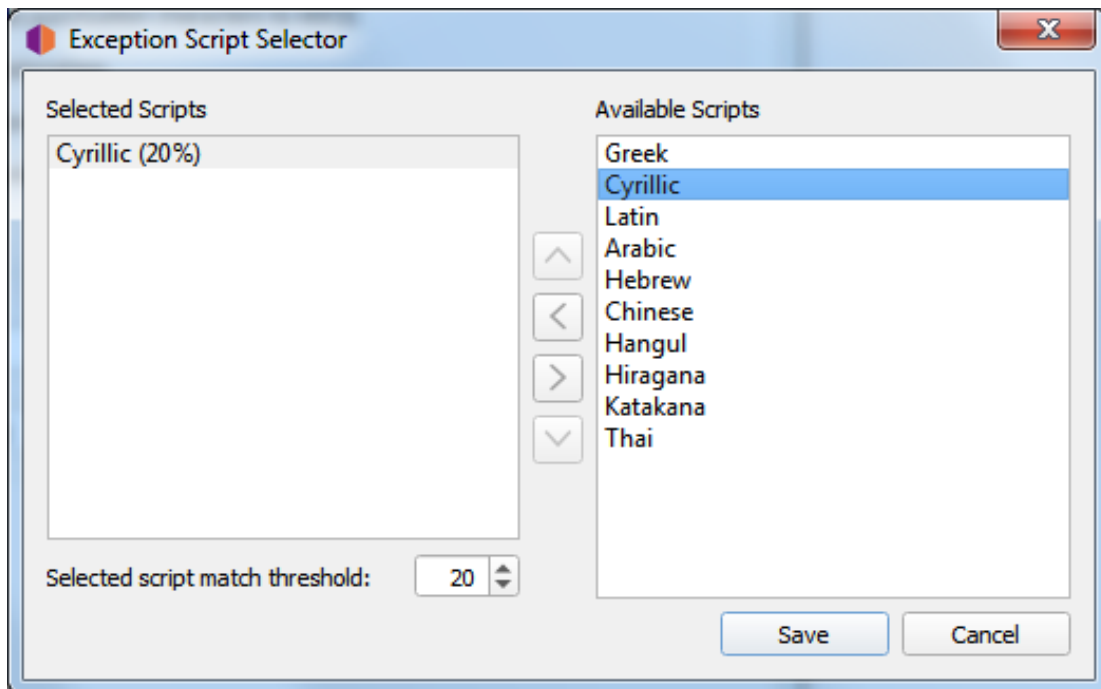 Exception Script Selector
Selected Scripts
Cyrillic (20%)
Selected script match threshold:
20
Available Scripts
Greek
Cyrillic
Latin
Arabic
Hebrew
Chinese
Hangul
Hiragana
Katakana
Thai
Save
Cancel